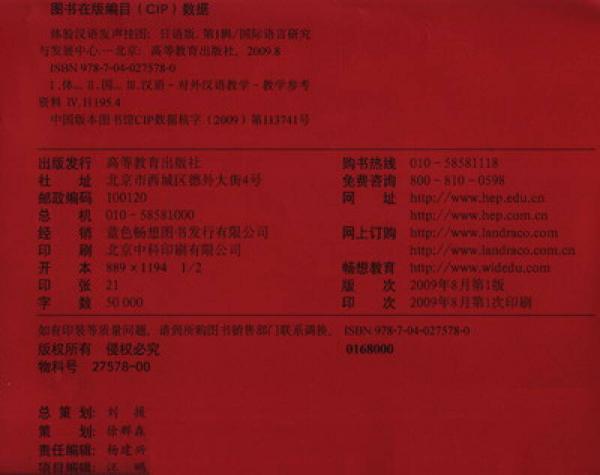 图书在版编目（CIP）数据
体验汉语发声挂图：日语版．第1辑/国际语言研究
与发展中心．—北京：高等教育出版社，2009.8
ISBN 978-7-04-027578-0
Ⅰ.体… Ⅱ.国… Ⅲ.汉语－对外汉语教学－教学参考
资料 Ⅳ.H195.4
中国版本图书馆CIP数据核字（2009）第113741号
出版发行 高等教育出版社 购书热线 010-58581118
社 址 北京市西城区德外大街4号 免费咨询 800-810-0598
邮政编码 100120 网 址 http://www.hep.edu.cn
总 机 010-58581000 http://www.hep.com.cn
经 销 蓝色畅想图书发行有限公司 网上订购 http://www.landraco.com
印 刷 北京中科印刷有限公司 http://www.landraco.com.cn
开 本 889×1194 1/2 畅想教育 http://www.widedu.com
印 张 21 版 次 2009年8月第1版
字 数 50 000 印 次 2009年8月第1次印刷
如有印装等质量问题，请到所购图书销售部门联系调换。ISBN 978-7-04-027578-0
版权所有 侵权必究 0168000
物料号 27578-00
总 策 划：刘 援
策 划：徐群森
责任编辑：杨建兴
项目编辑：汪 鹏